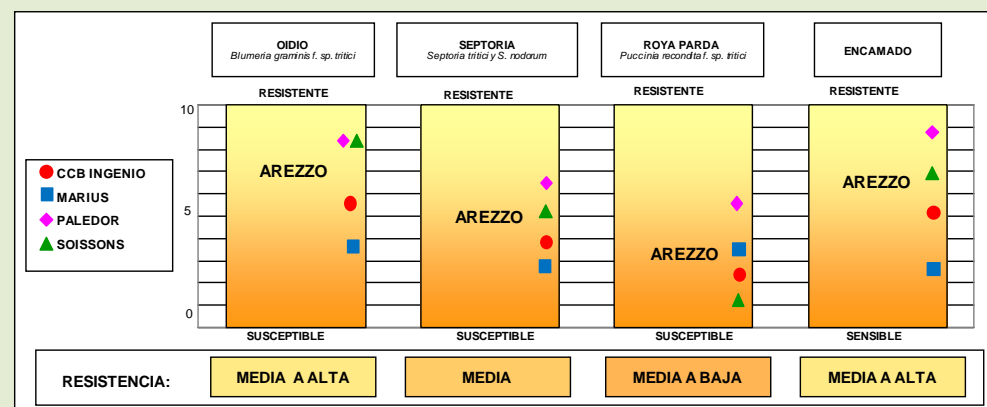 OIDIO
Blumeria graminis f. sp. tritici
SEPTORIA
Septoria tritici y S. nodorum
ROYA PARDA
Puccinia recondita f. sp. tritici
ENCAMADO
RESISTENTE
RESISTENTE
RESISTENTE
RESISTENTE
10
5
0
CCB INGENIO
MARIUS
PALEDOR
SOISSONS
AREZZO
AREZZO
AREZZO
AREZZO
SUSCEPTIBLE
SUSCEPTIBLE
SUSCEPTIBLE
SENSIBLE
RESISTENCIA:
MEDIA A ALTA
MEDIA
MEDIA A BAJA
MEDIA A ALTA